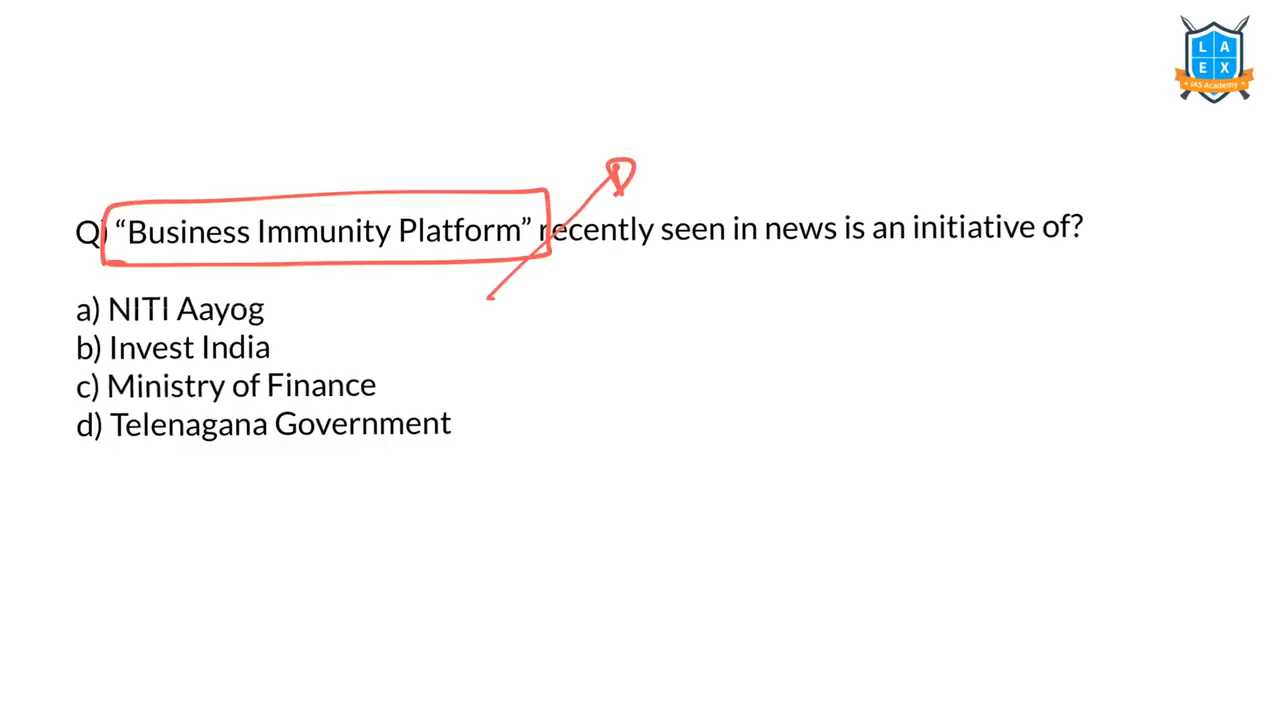 L A
E X
IAS Academy
Q) “Business Immunity Platform” recently seen in news is an initiative of?
a) NITI Aayog
b) Invest India
c) Ministry of Finance
d) Telenagana Government